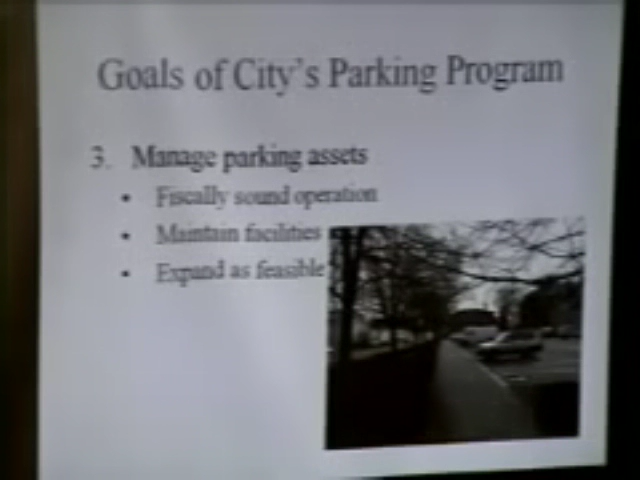 Goals of City's Parking Program
3. Manage parking assets
• Fiscally sound operation
• Maintain facilities
• Expand as feasible